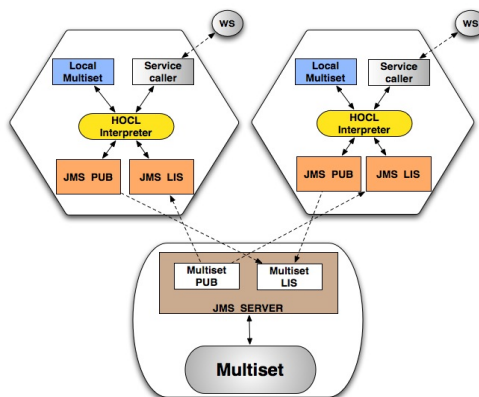 WS
Local
Multiset
Service
caller
HOCL
Interpreter
JMS PUB
JMS LIS
WS
Local
Multiset
Service
caller
HOCL
Interpreter
JMS PUB
JMS LIS
Multiset
PUB
Multiset
LIS
JMS SERVER
Multiset